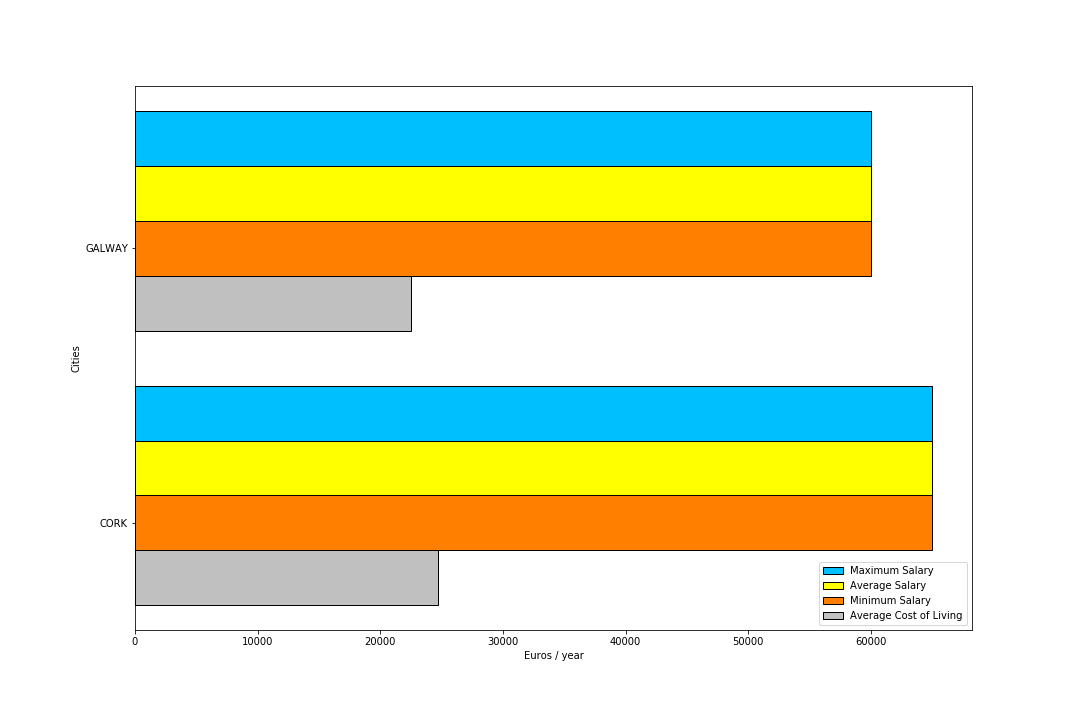 GALWAY
Cities
CORK
Maximum Salary
Average Salary
Minimum Salary
Average Cost of Living
0 10000 20000 30000 40000 50000 60000
Euros / year